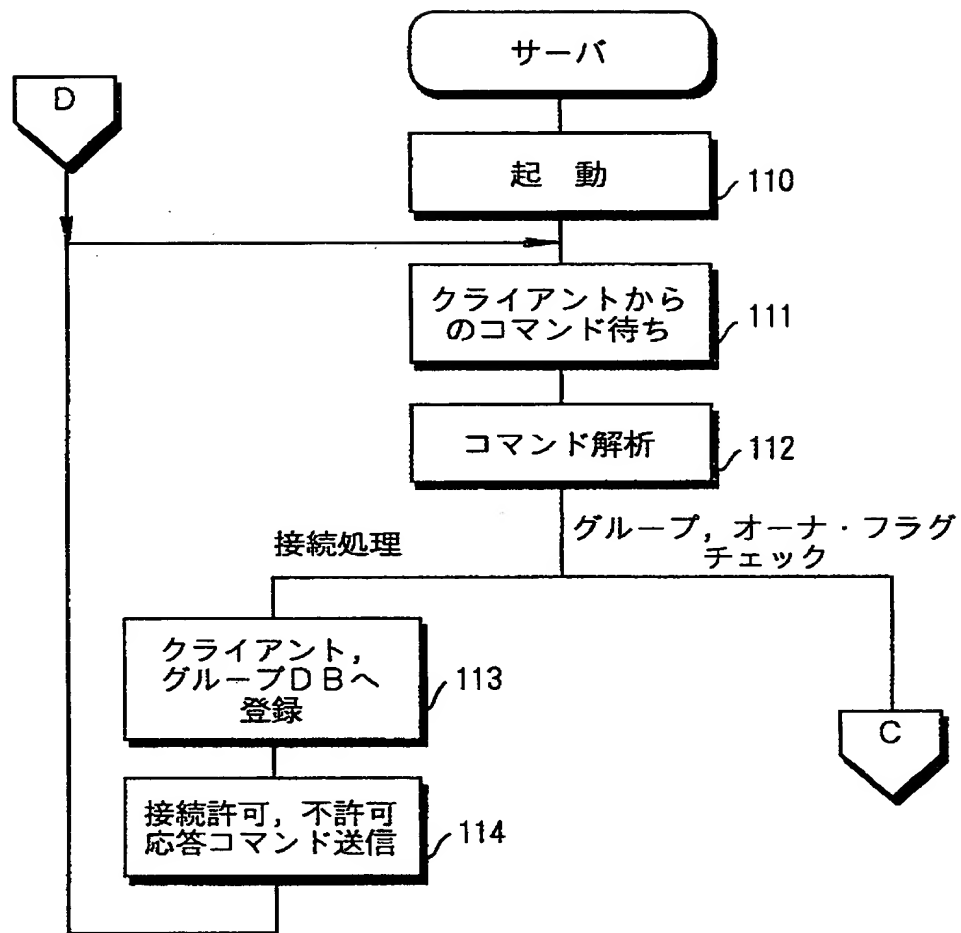 サーバ
D
起 動
110
クライアントから
のコマンド待ち
111
コマンド解析
112
接続処理
グループ，オーナ・フラグ
チェック
クライアント，
グループＤＢへ
登録
113
C
接続許可，不許可
応答コマンド送信
114